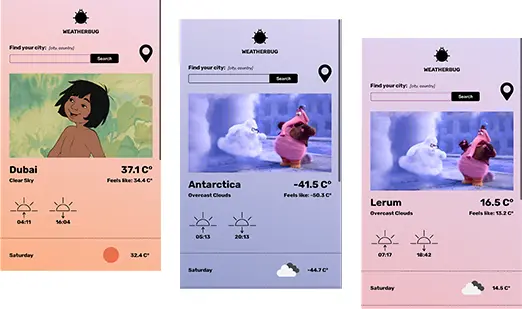 WEATHERBUG
Find your city: (city, country)
Search
Dubai 37.1 C°
Clear Sky Feels like: 34.4 C°
04:11 16:04
Saturday 32.4 C°
WEATHERBUG
Find your city: (city, country)
Search
Antarctica -41.5 C°
Overcast Clouds Feels like: -50.3 C°
05:13 20:13
Saturday -44.7 C°
WEATHERBUG
Find your city: (city, country)
Search
Lerum 16.5 C°
Overcast Clouds Feels like: 13.2 C°
07:17 18:42
Saturday 14.5 C°